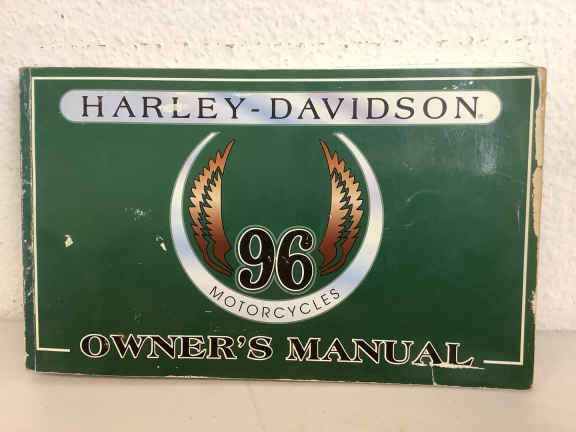 HARLEY-DAVIDSON®
96
MOTORCYCLES
OWNER'S MANUAL